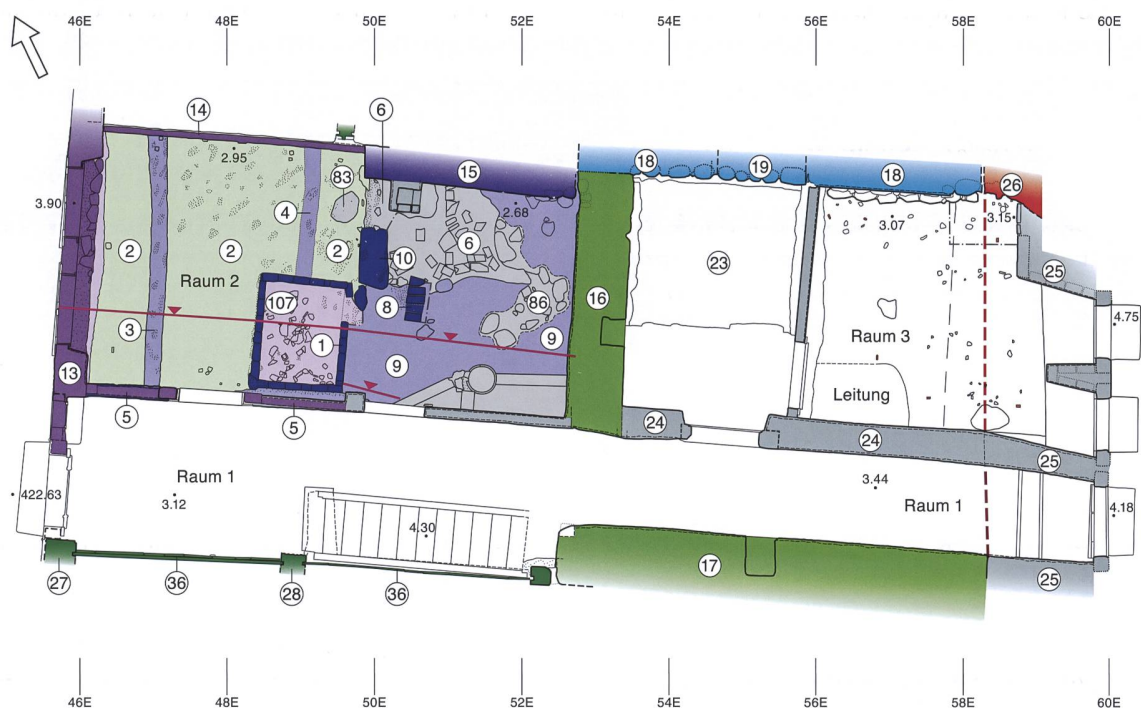 46E 48E 50E 52E 54E 56E 58E 60E
14 6
2.95 83 15 18 19 18 26
3.90 4 2.68 3.07 3.15
2 2 2 10 6 23 25
Raum 2
107 8 86 16 4.75
3 1 9 Raum 3
13 9 Leitung
5 5 24 24 25
Raum 1 3.44
422.63 3.12 4.30 Raum 1 4.18
27 36 28 36 17 25
46E 48E 50E 52E 54E 56E 58E 60E